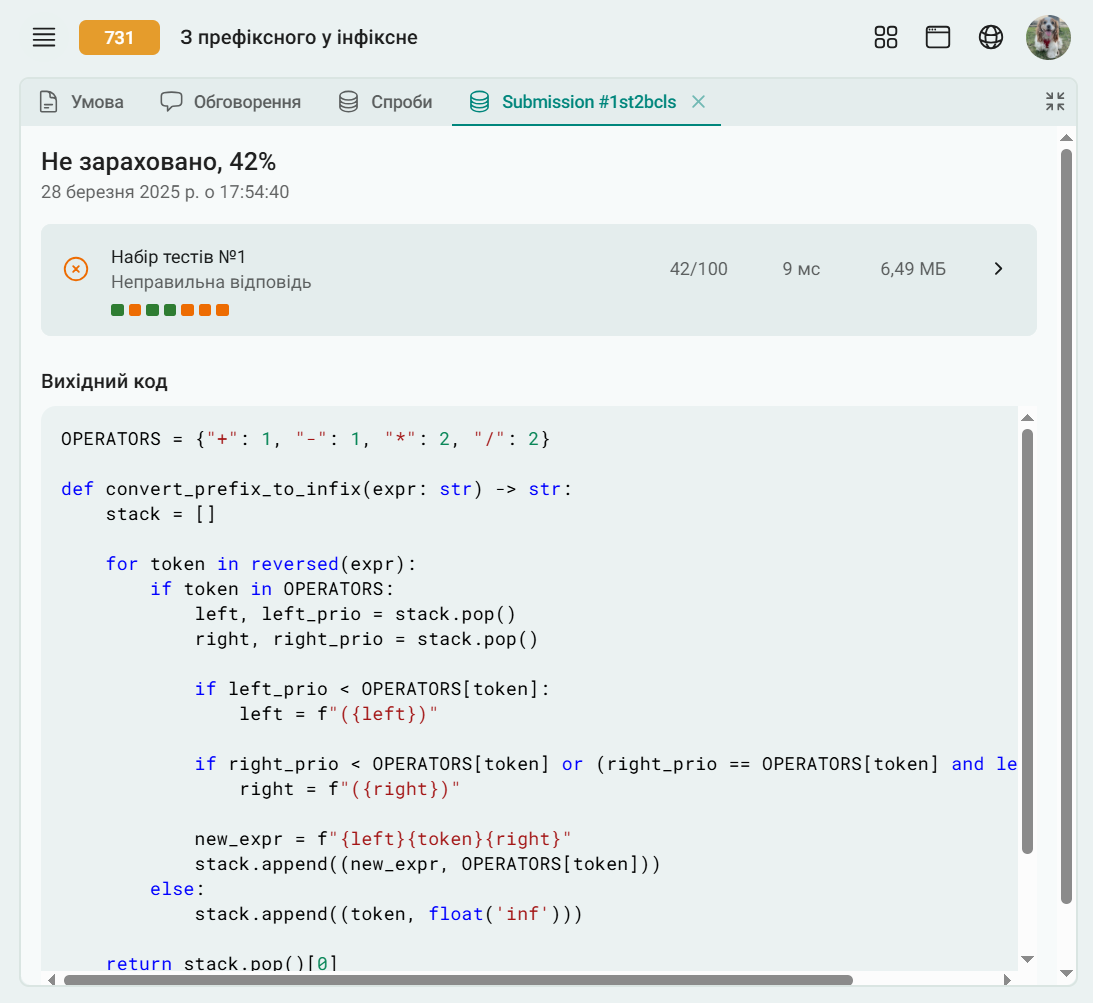 731 З префіксного у інфіксне
Умова Обговорення Спроби Submission #1st2bcls
Не зараховано, 42%
28 березня 2025 р. о 17:54:40
Набір тестів №1
Неправильна відповідь
42/100 9 мс 6,49 МБ
Вихідний код
OPERATORS = {"+": 1, "-": 1, "*": 2, "/": 2}
def convert_prefix_to_infix(expr: str) -> str:
    stack = []
    for token in reversed(expr):
        if token in OPERATORS:
            left, left_prio = stack.pop()
            right, right_prio = stack.pop()
            if left_prio < OPERATORS[token]:
                left = f"({left})"
            if right_prio < OPERATORS[token] or (right_prio == OPERATORS[token] and le
                right = f"({right})"
            new_expr = f"{left}{token}{right}"
            stack.append((new_expr, OPERATORS[token]))
        else:
            stack.append((token, float('inf')))
    return stack.pop()[0]